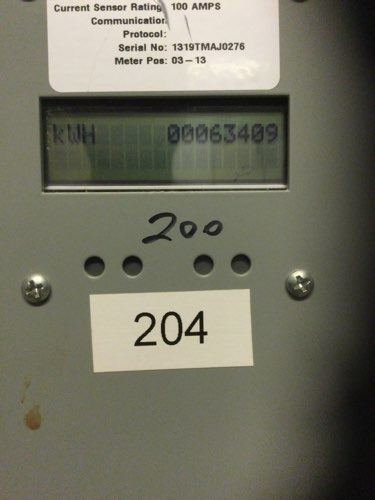 Current Sensor Rating: 100 AMPS
Communication
Protocol:
Serial No: 1319TMAJ0276
Meter Pos: 03-13
kWH 00063409
200
204